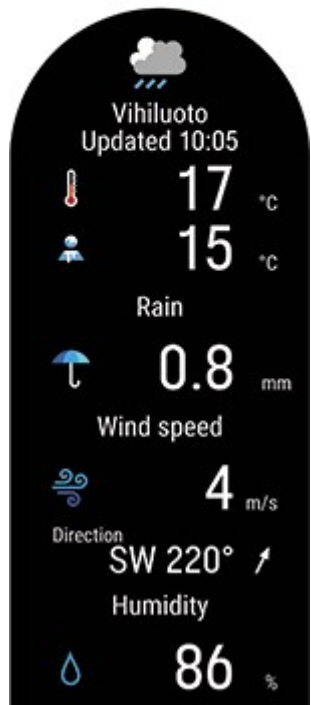 Vihiluoto
Updated 10:05
17 °C
15 °C
Rain
0.8 mm
Wind speed
4 m/s
Direction
SW 220°
Humidity
86 %